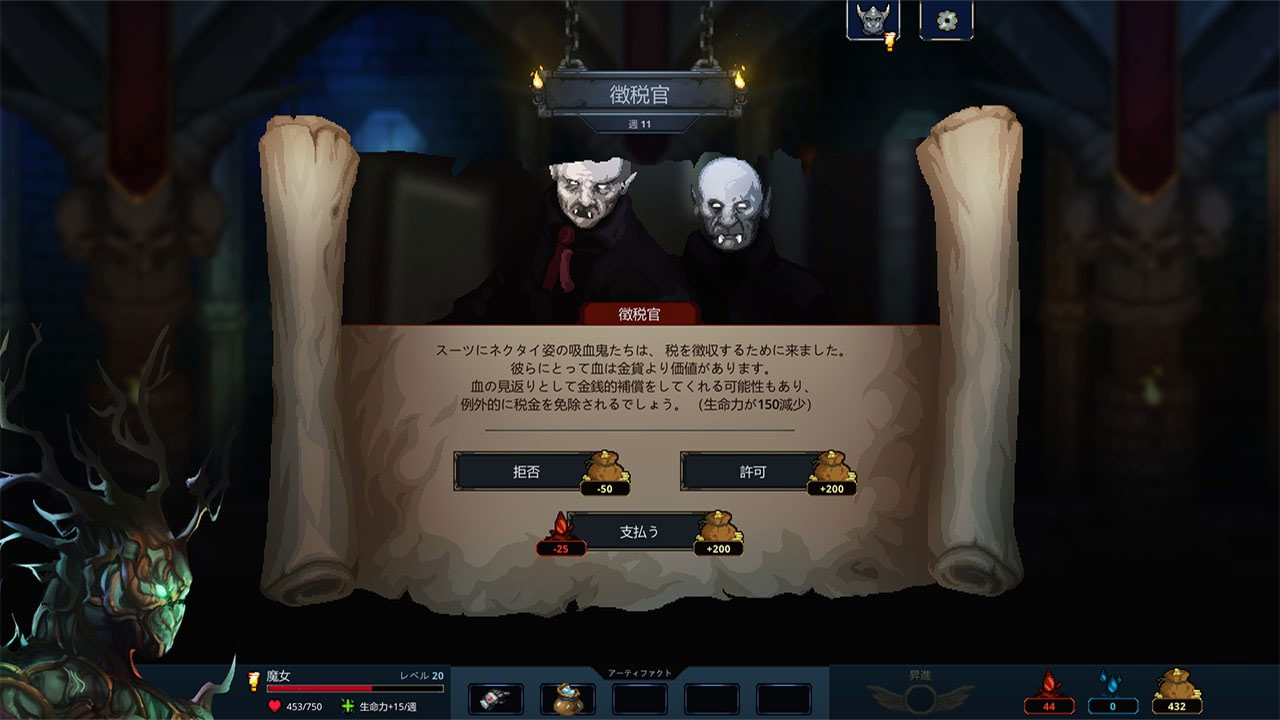 徴税官
週 11
徴税官
スーツにネクタイ姿の吸血鬼たちは、 税を徴収するために来ました。
彼らにとって血は金貨より価値があります。
血の見返りとして金銭的補償をしてくれる可能性もあり、
例外的に税金を免除されるでしょう。 （生命力が150減少）
拒否
-50
許可
+200
-25
支払う
+200
魔女
レベル 20
453/750
生命力+15/週
アーティファクト
昇進
44
0
432